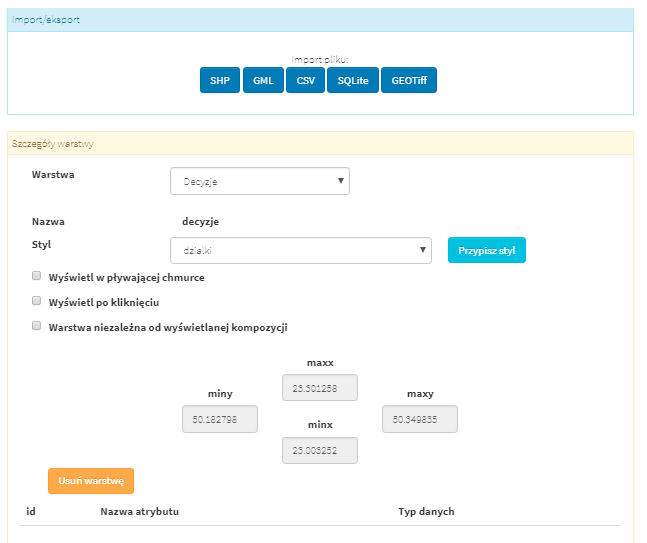 Import/eksport
Import pliku:
SHP GML CSV SQLite GEOTiff
Szczegóły warstwy
Warstwa Decyzje
Nazwa decyzje
Styl działki Przypisz styl
Wyświetl w pływającej chmurce
Wyświetl po kliknięciu
Warstwa niezależna od wyświetlanej kompozycji
maxx
miny 23.301258 maxy
50.182798 50.349835
minx
23.003252
Usuń warstwę
id Nazwa atrybutu Typ danych